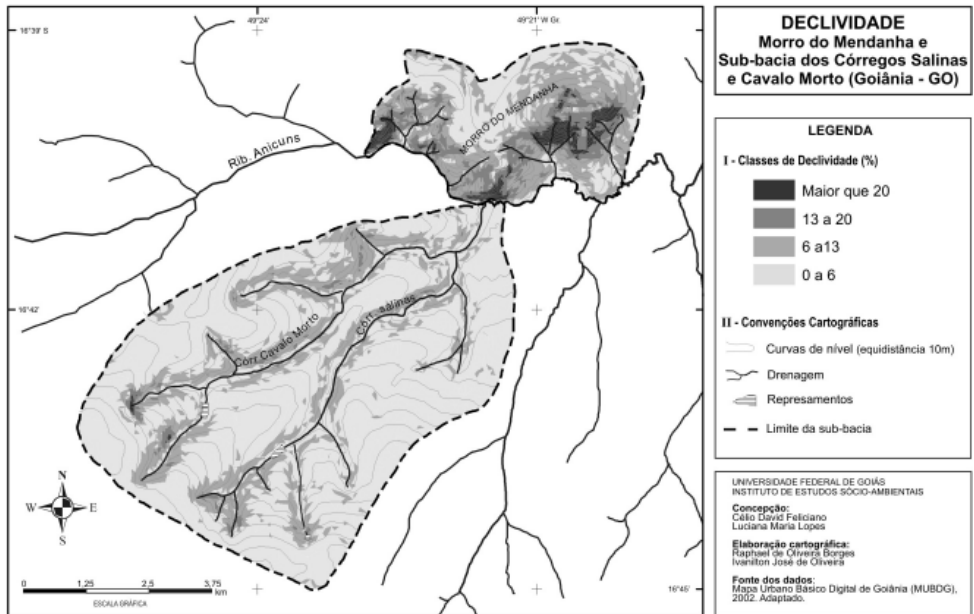 49°24'
49°21' W Gr.
16°39' S
MORRO DO MENDANHA
Rib. Anicuns
16°42'
Córr. salinas
Córr.Cavalo Morto
N
W E
S
0 1,25 2,5 3,75
km
ESCALA GRÁFICA
16°45'
DECLIVIDADE
Morro do Mendanha e
Sub-bacia dos Córregos Salinas
e Cavalo Morto (Goiânia - GO)
LEGENDA
I - Classes de Declividade (%)
Maior que 20
13 a 20
6 a13
0 a 6
II - Convenções Cartográficas
Curvas de nível (equidistância 10m)
Drenagem
Represamentos
Limite da sub-bacia
UNIVERSIDADE FEDERAL DE GOIÁS
INSTITUTO DE ESTUDOS SÓCIO-AMBIENTAIS
Concepção:
Célio David Feliciano
Luciana Maria Lopes
Elaboração cartográfica:
Raphael de Oliveira Borges
Ivanilton José de Oliveira
Fonte dos dados:
Mapa Urbano Básico Digital de Goiânia (MUBDG),
2002. Adaptado.